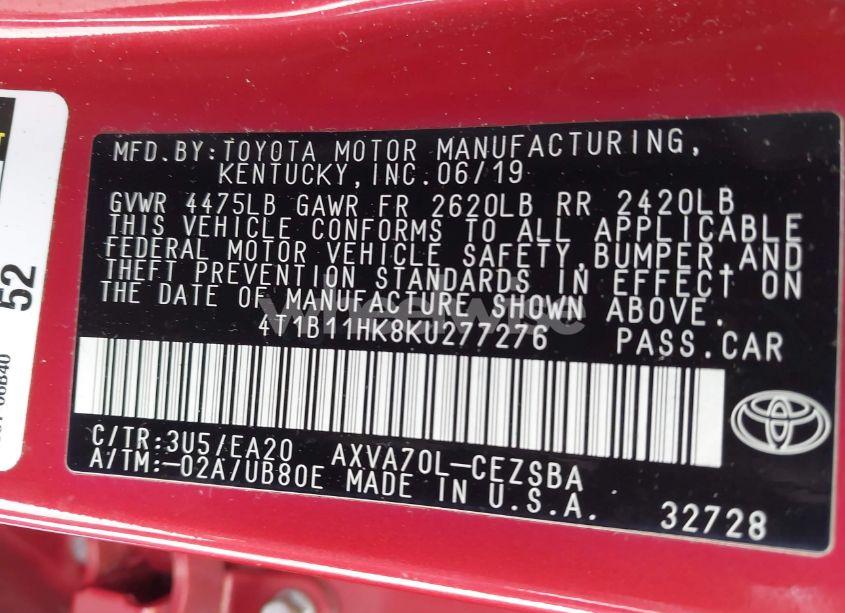 MFD.BY:TOYOTA MOTOR MANUFACTURING,
KENTUCKY,INC.06/19
GVWR 4475LB GAWR FR 2620LB RR 2420LB
THIS VEHICLE CONFORMS TO ALL APPLICABLE
FEDERAL MOTOR VEHICLE SAFETY,BUMPER,AND
THEFT PREVENTION STANDARDS IN EFFECT ON
THE DATE OF MANUFACTURE SHOWN ABOVE.
4T1B11HK8KU277276 PASS.CAR
C/TR:3U5/EA20 AXVA70L-CEZSBA
A/TM:-02A/UB80E MADE IN U.S.A.
32728
52